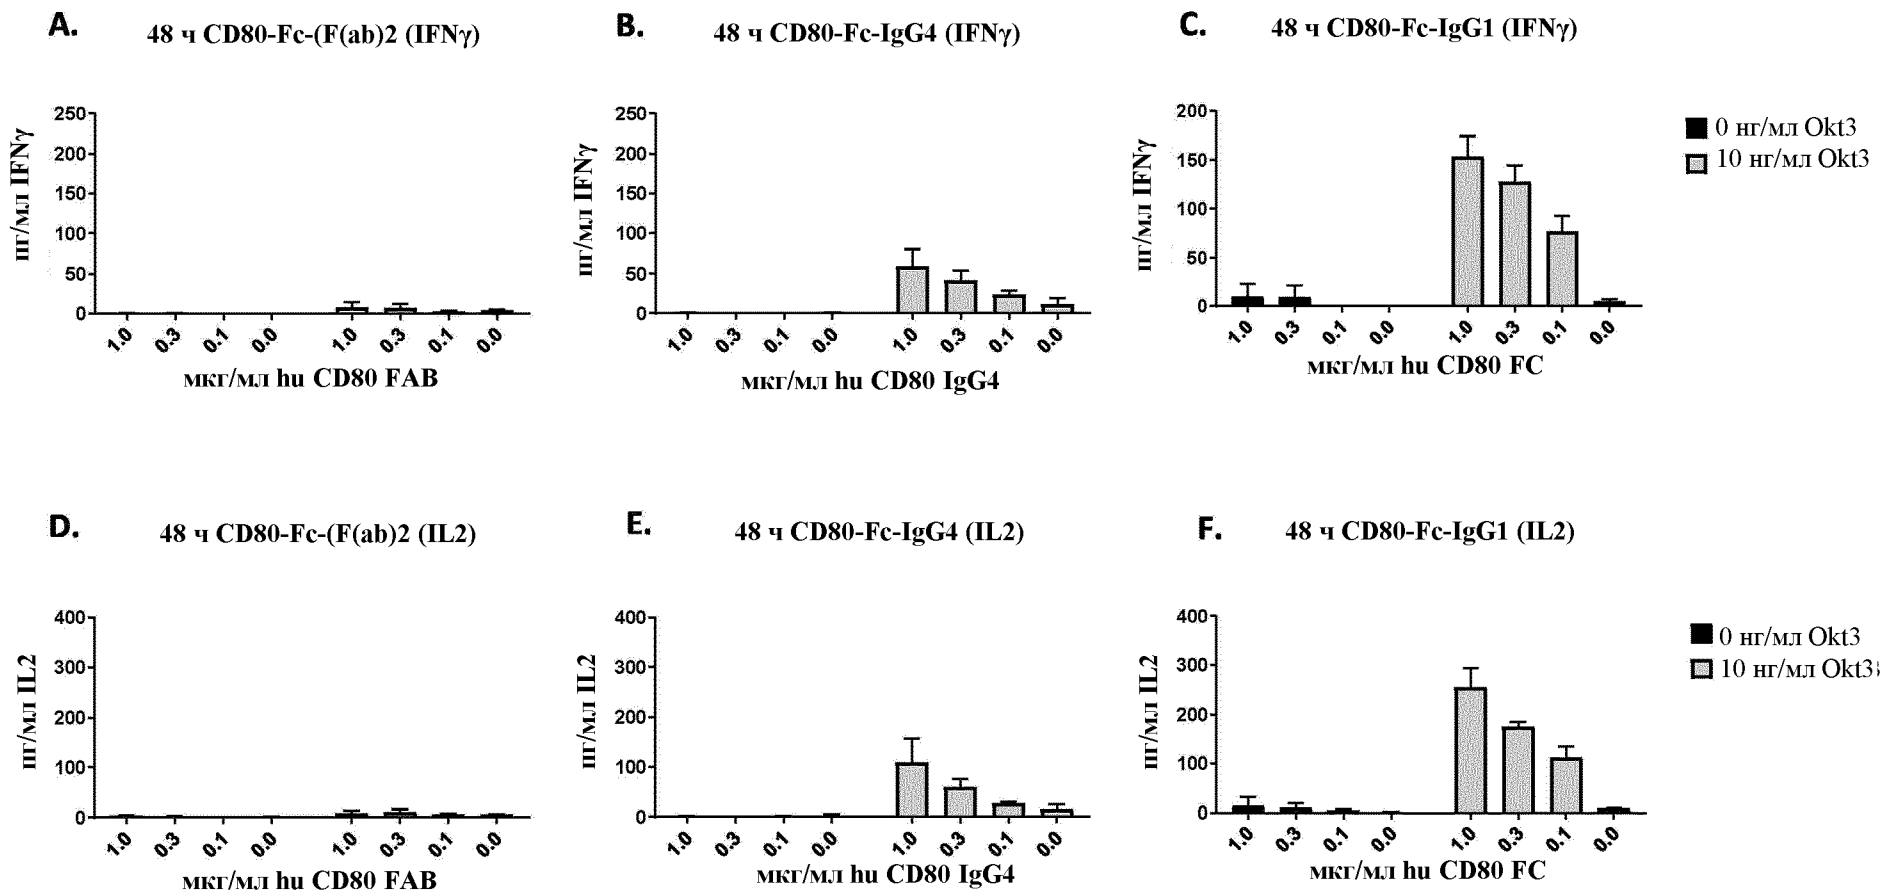 A.
48 ч CD80-Fc-(F(ab)2 (IFNγ)
пг/мл IFNγ
250
200
150
100
50
0
1.0 0.3 0.1 0.0 1.0 0.3 0.1 0.0
мкг/мл hu CD80 FAB
B.
48 ч CD80-Fc-IgG4 (IFNγ)
пг/мл IFNγ
250
200
150
100
50
0
1.0 0.3 0.1 0.0 1.0 0.3 0.1 0.0
мкг/мл hu CD80 IgG4
C.
48 ч CD80-Fc-IgG1 (IFNγ)
пг/мл IFNγ
200
150
100
50
0
1.0 0.3 0.1 0.0 1.0 0.3 0.1 0.0
мкг/мл hu CD80 FC
0 нг/мл Okt3
10 нг/мл Okt3
D.
48 ч CD80-Fc-(F(ab)2 (IL2)
пг/мл IL2
400
300
200
100
0
1.0 0.3 0.1 0.0 1.0 0.3 0.1 0.0
мкг/мл hu CD80 FAB
E.
48 ч CD80-Fc-IgG4 (IL2)
пг/мл IL2
400
300
200
100
0
1.0 0.3 0.1 0.0 1.0 0.3 0.1 0.0
мкг/мл hu CD80 IgG4
F.
48 ч CD80-Fc-IgG1 (IL2)
пг/мл IL2
400
300
200
100
0
1.0 0.3 0.1 0.0 1.0 0.3 0.1 0.0
мкг/мл hu CD80 FC
0 нг/мл Okt3
10 нг/мл Okt3